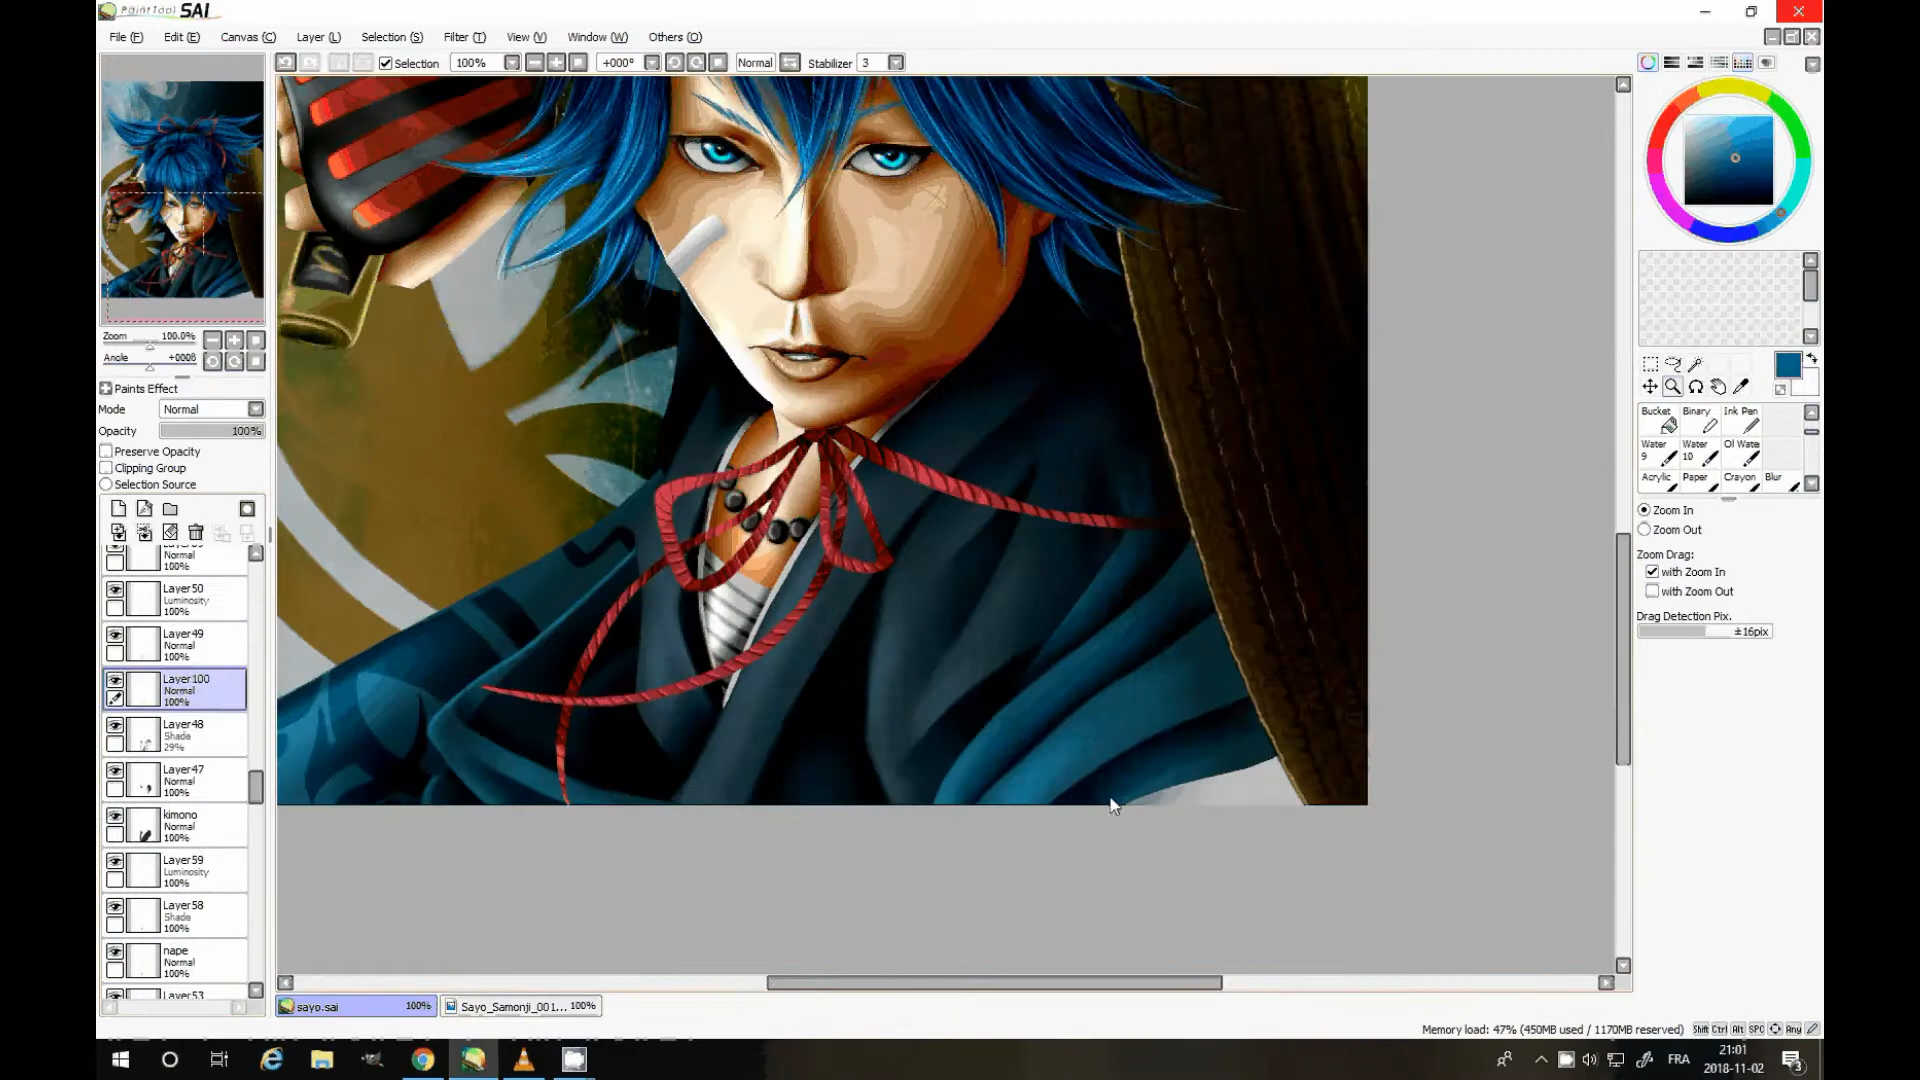 PaintTool SAI
File (F) Edit (E) Canvas (C) Layer (L) Selection (S) Filter (T) View (V) Window (W) Others (O)
Selection 100% +000° Normal Stabilizer 3
Zoom 100.0%
Angle +000ß
Paints Effect
Mode Normal
Opacity 100%
Preserve Opacity
Clipping Group
Selection Source
Normal
100%
Layer50
Luminosity
100%
Layer49
Normal
100%
Layer100
Normal
100%
Layer48
Shade
29%
Layer47
Normal
100%
kimono
Normal
100%
Layer59
Luminosity
100%
Layer58
Shade
100%
nape
Normal
100%
Layer53
Bucket Binary Ink Pen
Water 9 Water 10 Ol Wate
Acrylic Paper Crayon Blur
Zoom In
Zoom Out
Zoom Drag:
with Zoom In
with Zoom Out
Drag Detection Pix.
±16pix
sayo.sai 100% Sayo_Samonji_001... 100%
Memory load: 47% (450MB used / 1170MB reserved) Shift Ctrl Alt SPC Any
FRA
21:01
2018-11-02
3